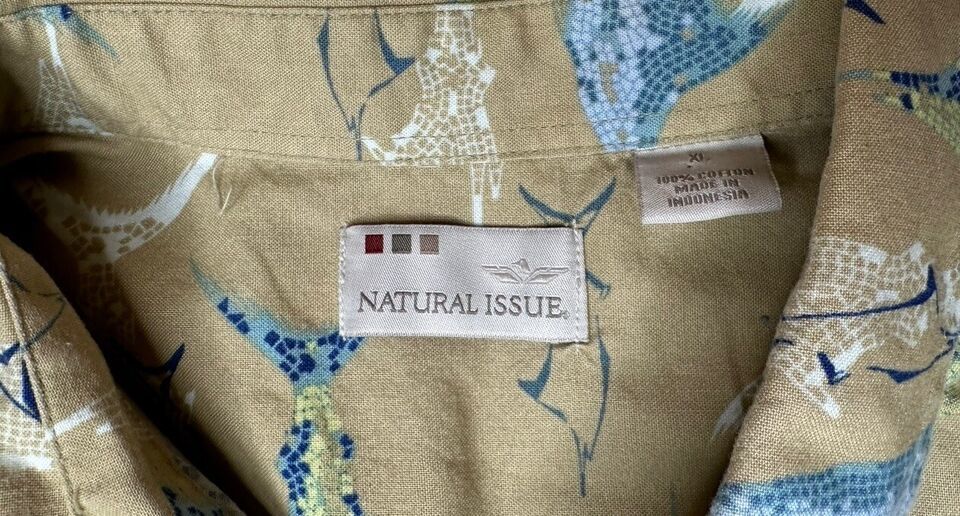 XL
100% COTTON
MADE IN
INDONESIA
NATURAL ISSUE®